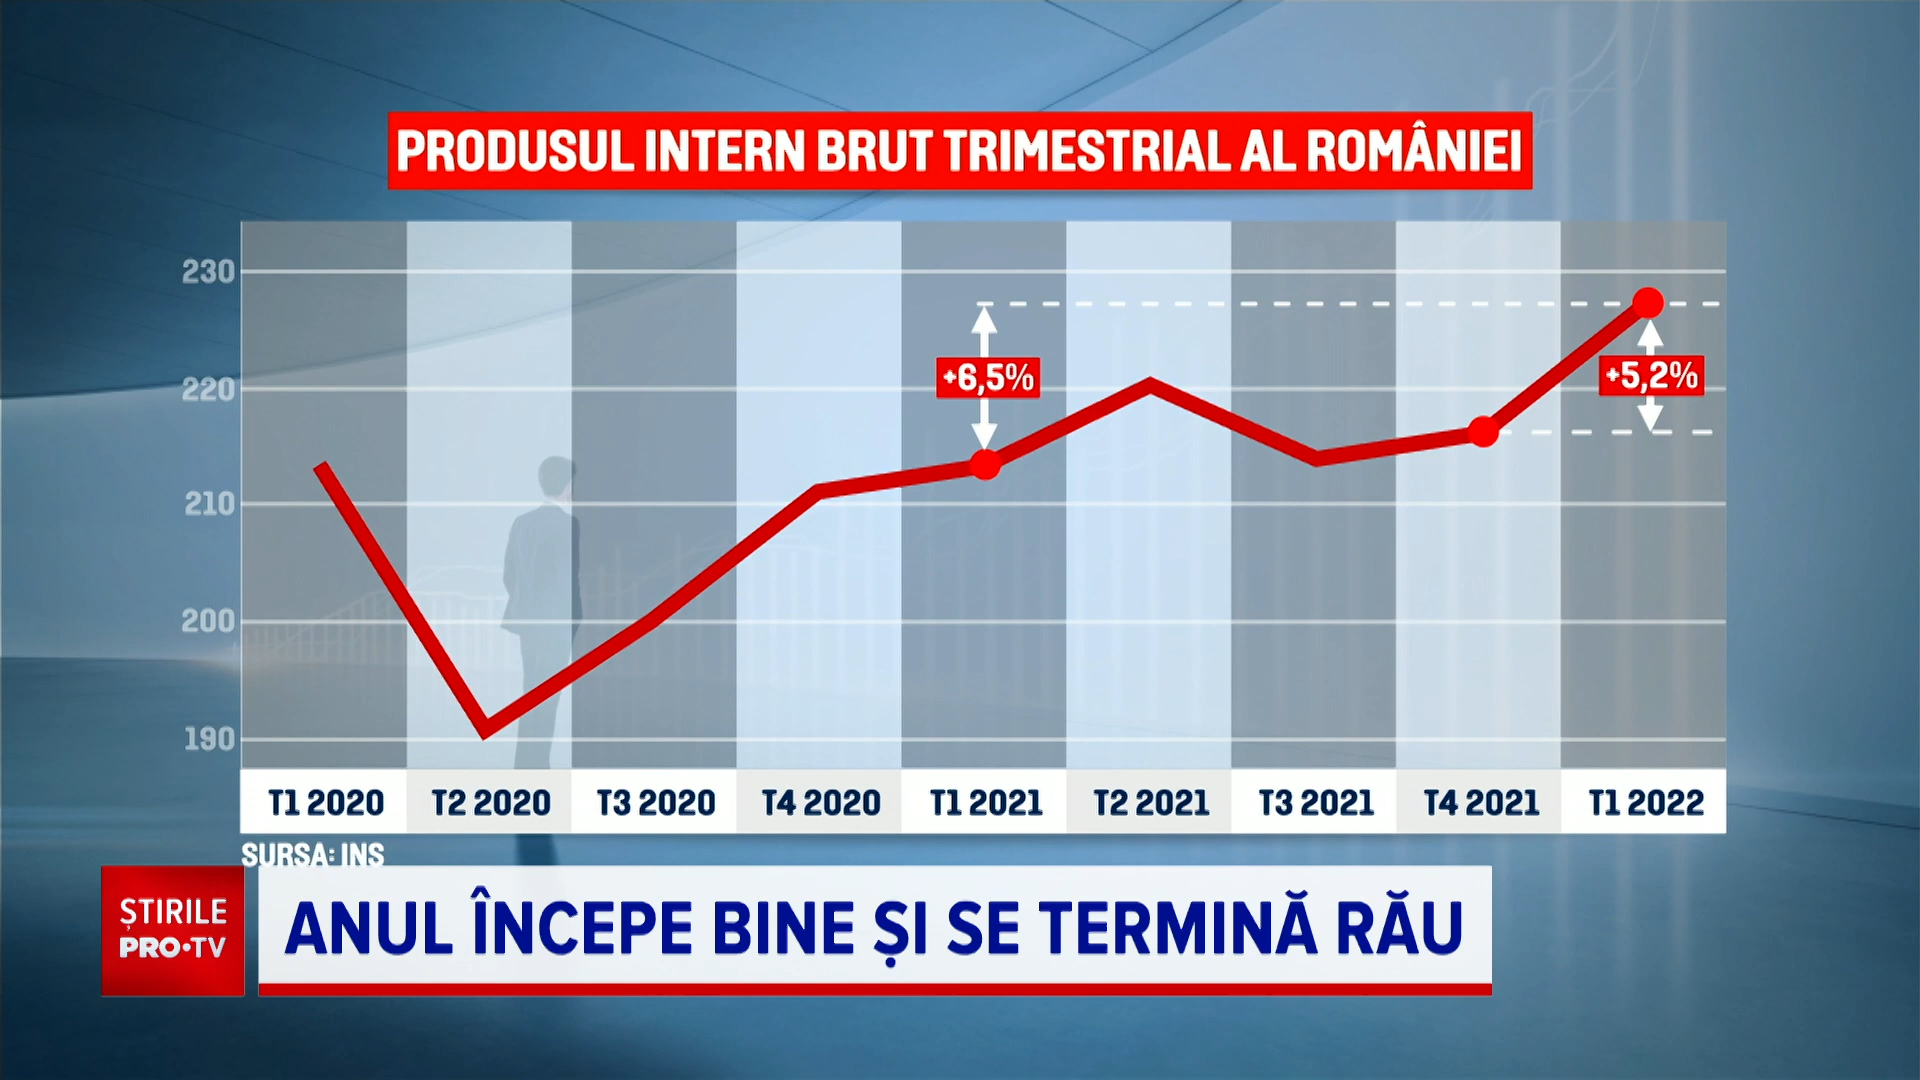 PRODUSUL INTERN BRUT TRIMESTRIAL AL ROMÂNIEI
230
220
210
200
190
+6,5%
+5,2%
T1 2020 T2 2020 T3 2020 T4 2020 T1 2021 T2 2021 T3 2021 T4 2021 T1 2022
SURSA: INS
ȘTIRILE
PRO•TV
ANUL ÎNCEPE BINE ȘI SE TERMINĂ RĂU